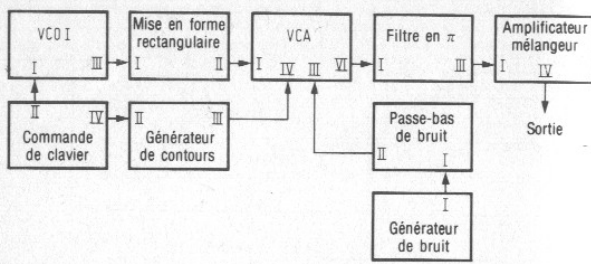 VCO I
I III
Mise en forme
rectangulaire
I II
VCA
I IV III VI
Filtre en π
I III
Amplificateur
mélangeur
I IV
Sortie
II IV
Commande
de clavier
II III
Générateur
de contours
Passe-bas
de bruit
II I
I
Générateur
de bruit